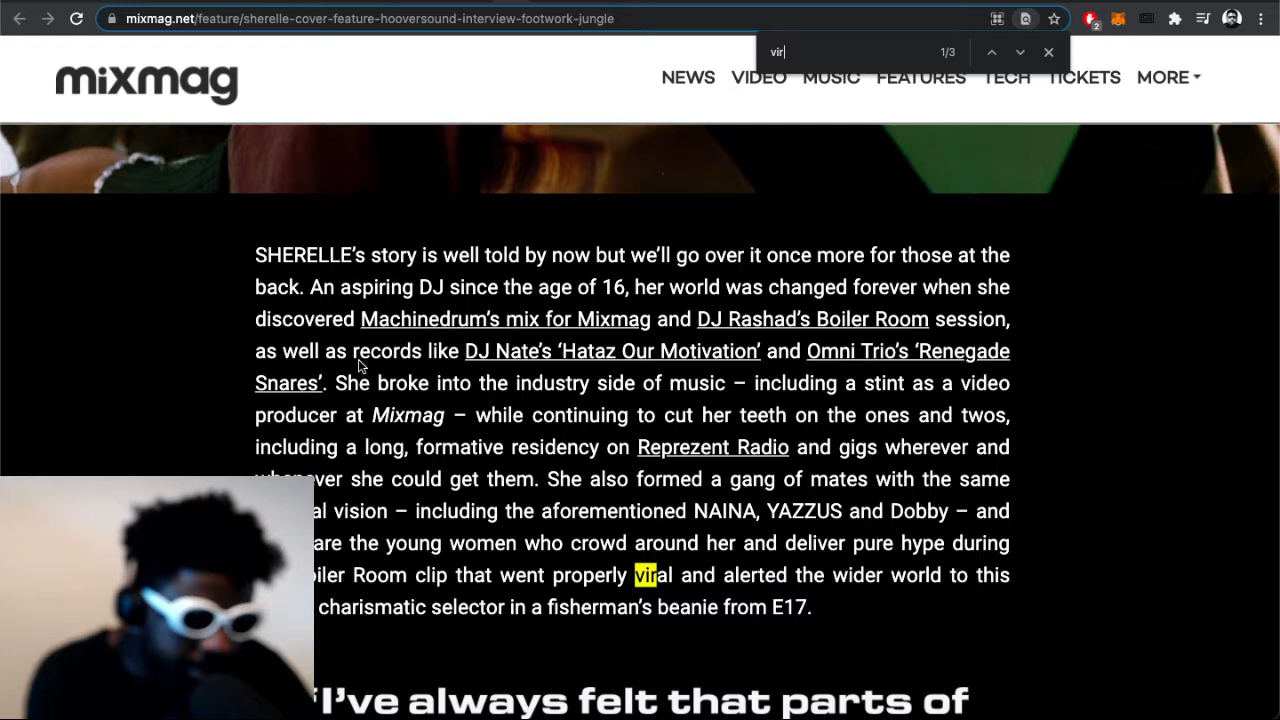 mixmag.net/feature/sherelle-cover-feature-hooversound-interview-footwork-jungle
2
vir
1/3
mixmag
NEWS VIDEO MUSIC FEATURES TECH TICKETS MORE
SHERELLE's story is well told by now but we'll go over it once more for those at the
back. An aspiring DJ since the age of 16, her world was changed forever when she
discovered Machinedrum's mix for Mixmag and DJ Rashad's Boiler Room session,
as well as records like DJ Nate's 'Hataz Our Motivation' and Omni Trio's 'Renegade
Snares'. She broke into the industry side of music – including a stint as a video
producer at Mixmag – while continuing to cut her teeth on the ones and twos,
including a long, formative residency on Reprezent Radio and gigs wherever and
whenever she could get them. She also formed a gang of mates with the same
vision – including the aforementioned NAINA, YAZZUS and Dobby – and
are the young women who crowd around her and deliver pure hype during
Room clip that went properly viral and alerted the wider world to this
charismatic selector in a fisherman's beanie from E17.
"I've always felt that parts of